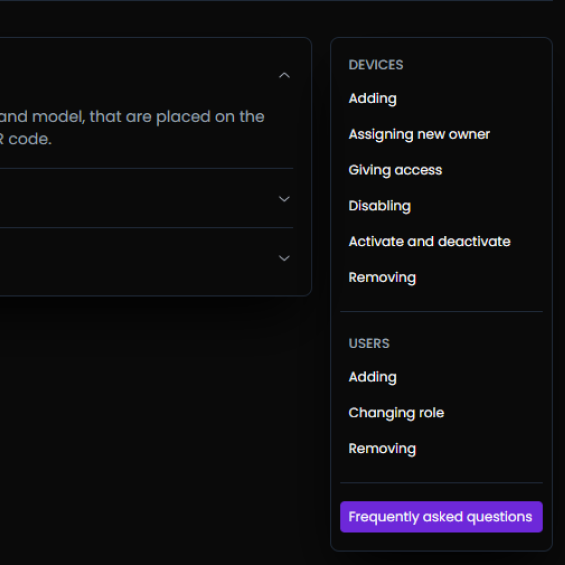 and model, that are placed on the
R code.
DEVICES
Adding
Assigning new owner
Giving access
Disabling
Activate and deactivate
Removing
USERS
Adding
Changing role
Removing
Frequently asked questions